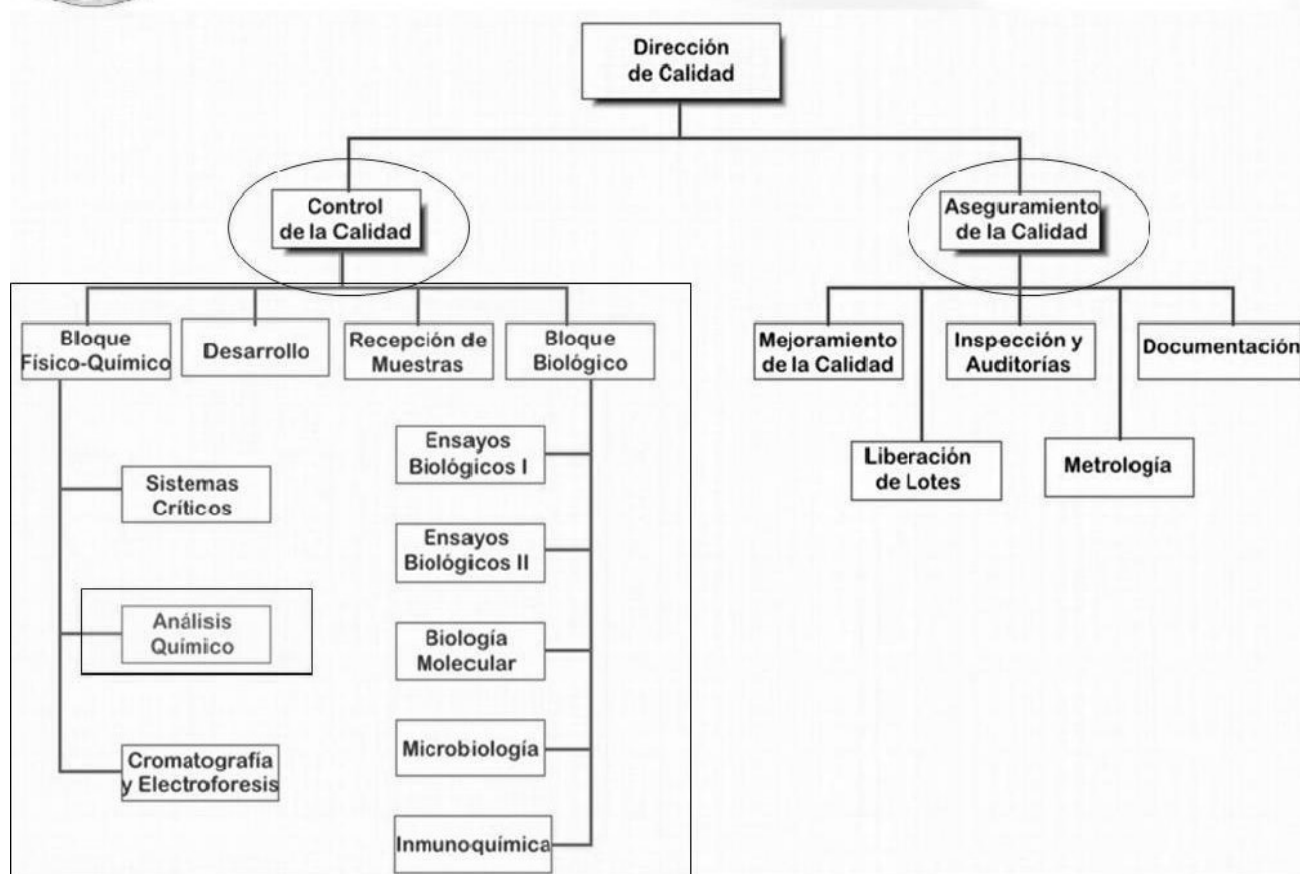 Dirección
de Calidad
Control
de la Calidad
Aseguramiento
de la Calidad
Bloque
Físico-Químico
Desarrollo
Recepción de
Muestras
Bloque
Biológico
Mejoramiento
de la Calidad
Inspección y
Auditorías
Documentación
Liberación
de Lotes
Metrología
Sistemas
Críticos
Análisis
Químico
Cromatografía
y Electroforesis
Ensayos
Biológicos I
Ensayos
Biológicos II
Biología
Molecular
Microbiología
Inmunoquímica